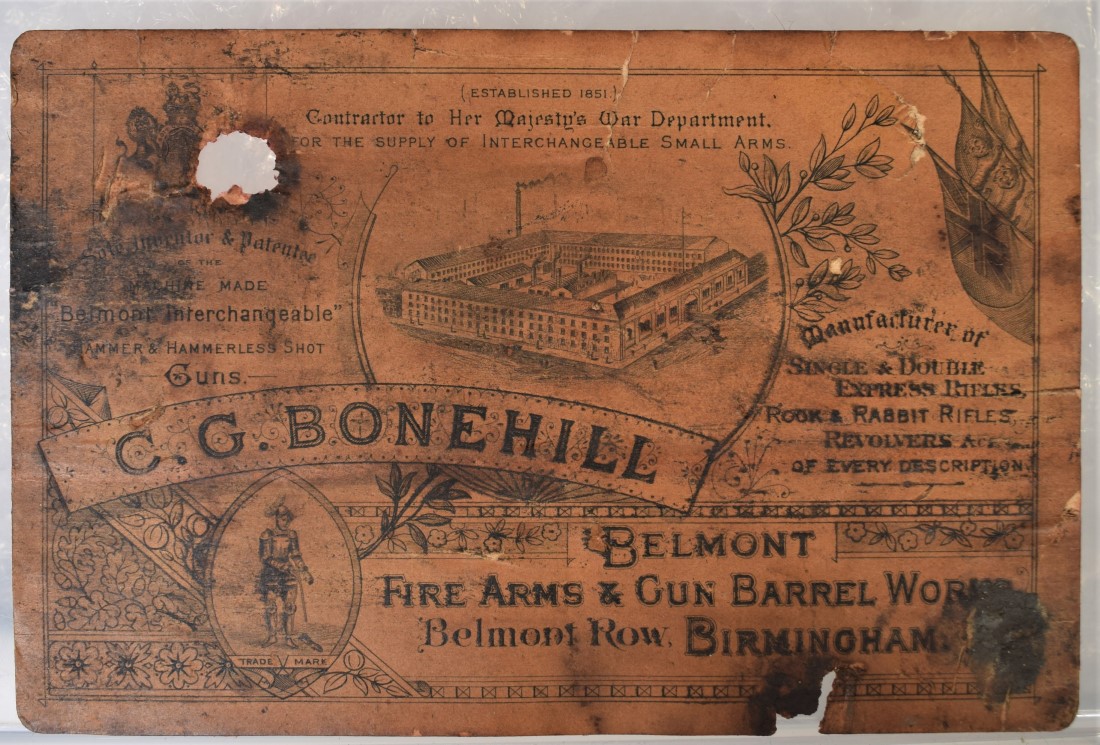 (ESTABLISHED 1851.)
Contractor to Her Majesty's War Department.
FOR THE SUPPLY OF INTERCHANGEABLE SMALL ARMS.
Sole Inventor & Patentee
OF THE
MACHINE MADE
"Belmont Interchangeable"
HAMMER & HAMMERLESS SHOT
Guns.
Manufacturer of
SINGLE & DOUBLE
EXPRESS RIFLES,
ROOK & RABBIT RIFLES,
REVOLVERS &c.
OF EVERY DESCRIPTION
C. G. BONEHILL
BELMONT
FIRE ARMS & GUN BARREL WORKS
Belmont Row, BIRMINGHAM.
TRADE MARK